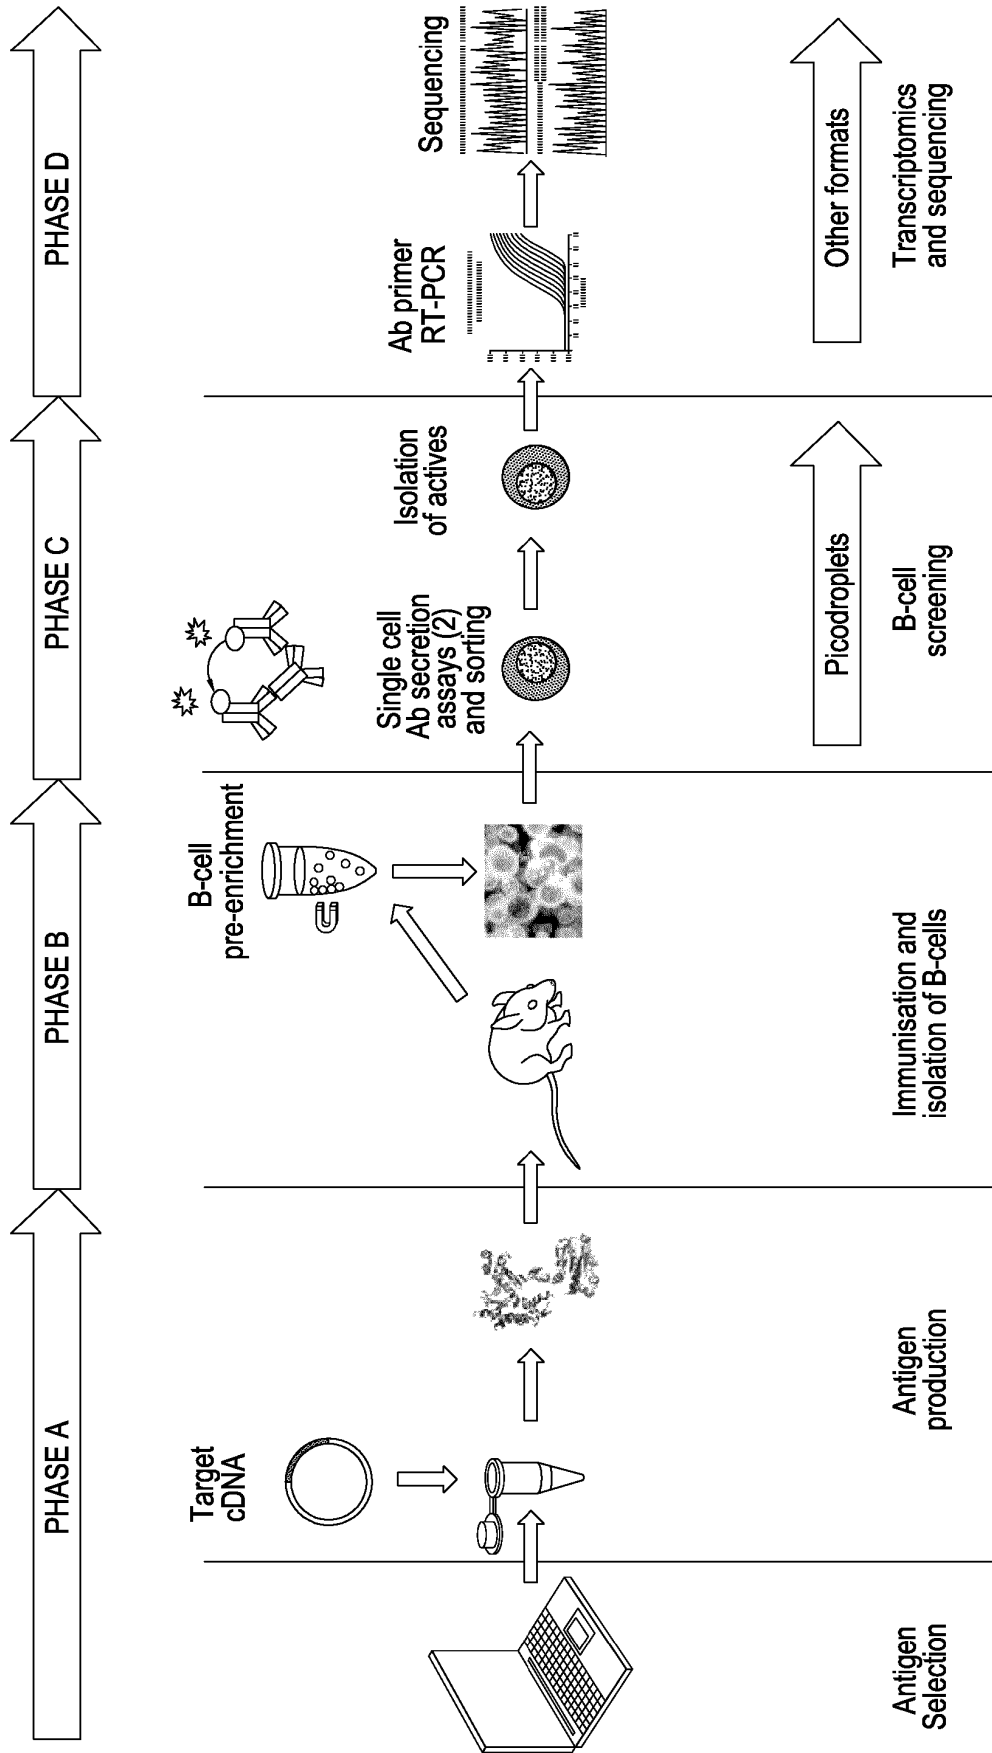 PHASE A
PHASE B
PHASE C
PHASE D
Target
cDNA
B-cell
pre-enrichment
Single cell
Ab secretion
assays (2)
and sorting
Isolation
of actives
Ab primer
RT-PCR
Sequencing
Picodroplets
Other formats
Antigen
Selection
Antigen
production
Immunisation and
isolation of B-cells
B-cell
screening
Transcriptomics
and sequencing